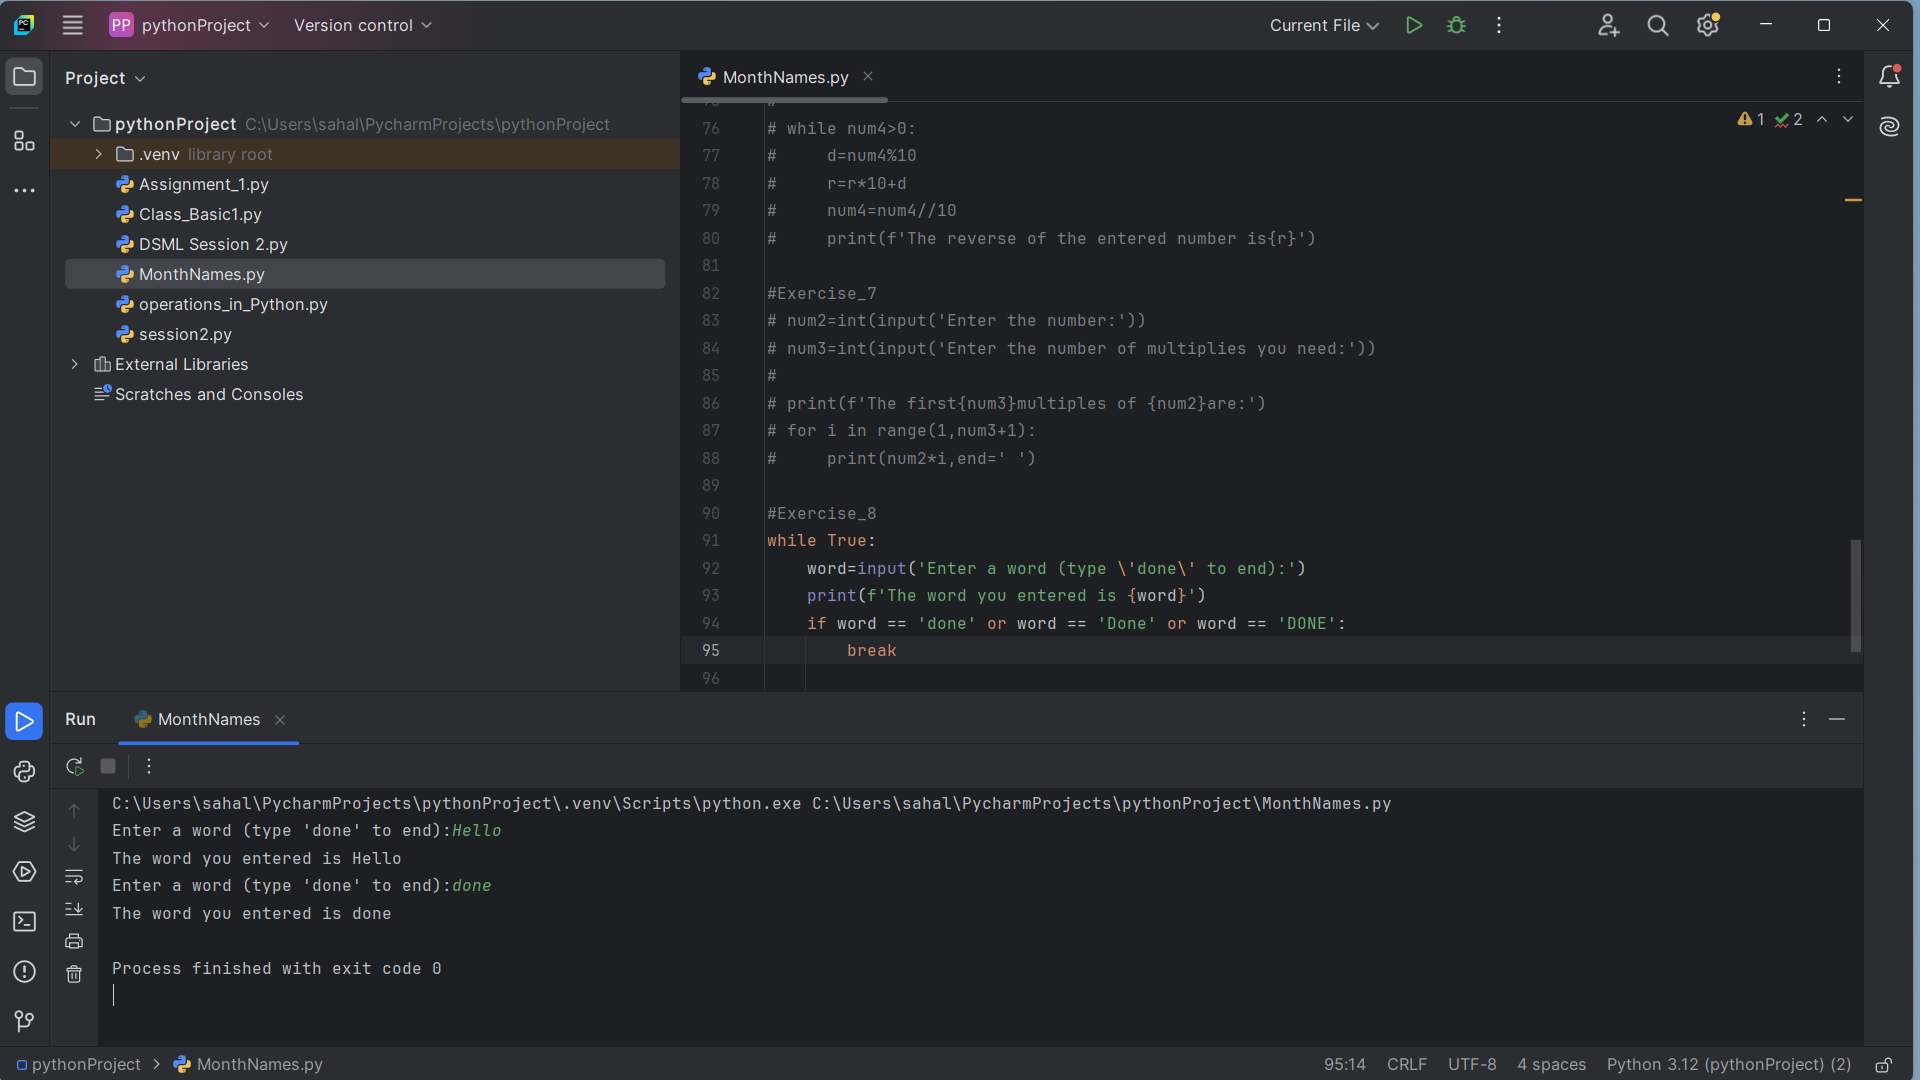 PP pythonProject Version control Current File
Project
MonthNames.py
pythonProject C:\Users\sahal\PycharmProjects\pythonProject
.venv library root
Assignment_1.py
Class_Basic1.py
DSML Session 2.py
MonthNames.py
operations_in_Python.py
session2.py
External Libraries
Scratches and Consoles
1 2
76 # while num4>0:
77 #     d=num4%10
78 #     r=r*10+d
79 #     num4=num4//10
80 #     print(f'The reverse of the entered number is{r}')
81
82 #Exercise_7
83 # num2=int(input('Enter the number:'))
84 # num3=int(input('Enter the number of multiplies you need:'))
85 #
86 # print(f'The first{num3}multiples of {num2}are:')
87 # for i in range(1,num3+1):
88 #     print(num2*i,end=' ')
89
90 #Exercise_8
91 while True:
92     word=input('Enter a word (type \'done\' to end):')
93     print(f'The word you entered is {word}')
94     if word == 'done' or word == 'Done' or word == 'DONE':
95         break
96
Run MonthNames
C:\Users\sahal\PycharmProjects\pythonProject\.venv\Scripts\python.exe C:\Users\sahal\PycharmProjects\pythonProject\MonthNames.py
Enter a word (type 'done' to end):Hello
The word you entered is Hello
Enter a word (type 'done' to end):done
The word you entered is done
Process finished with exit code 0
pythonProject > MonthNames.py 95:14 CRLF UTF-8 4 spaces Python 3.12 (pythonProject) (2)